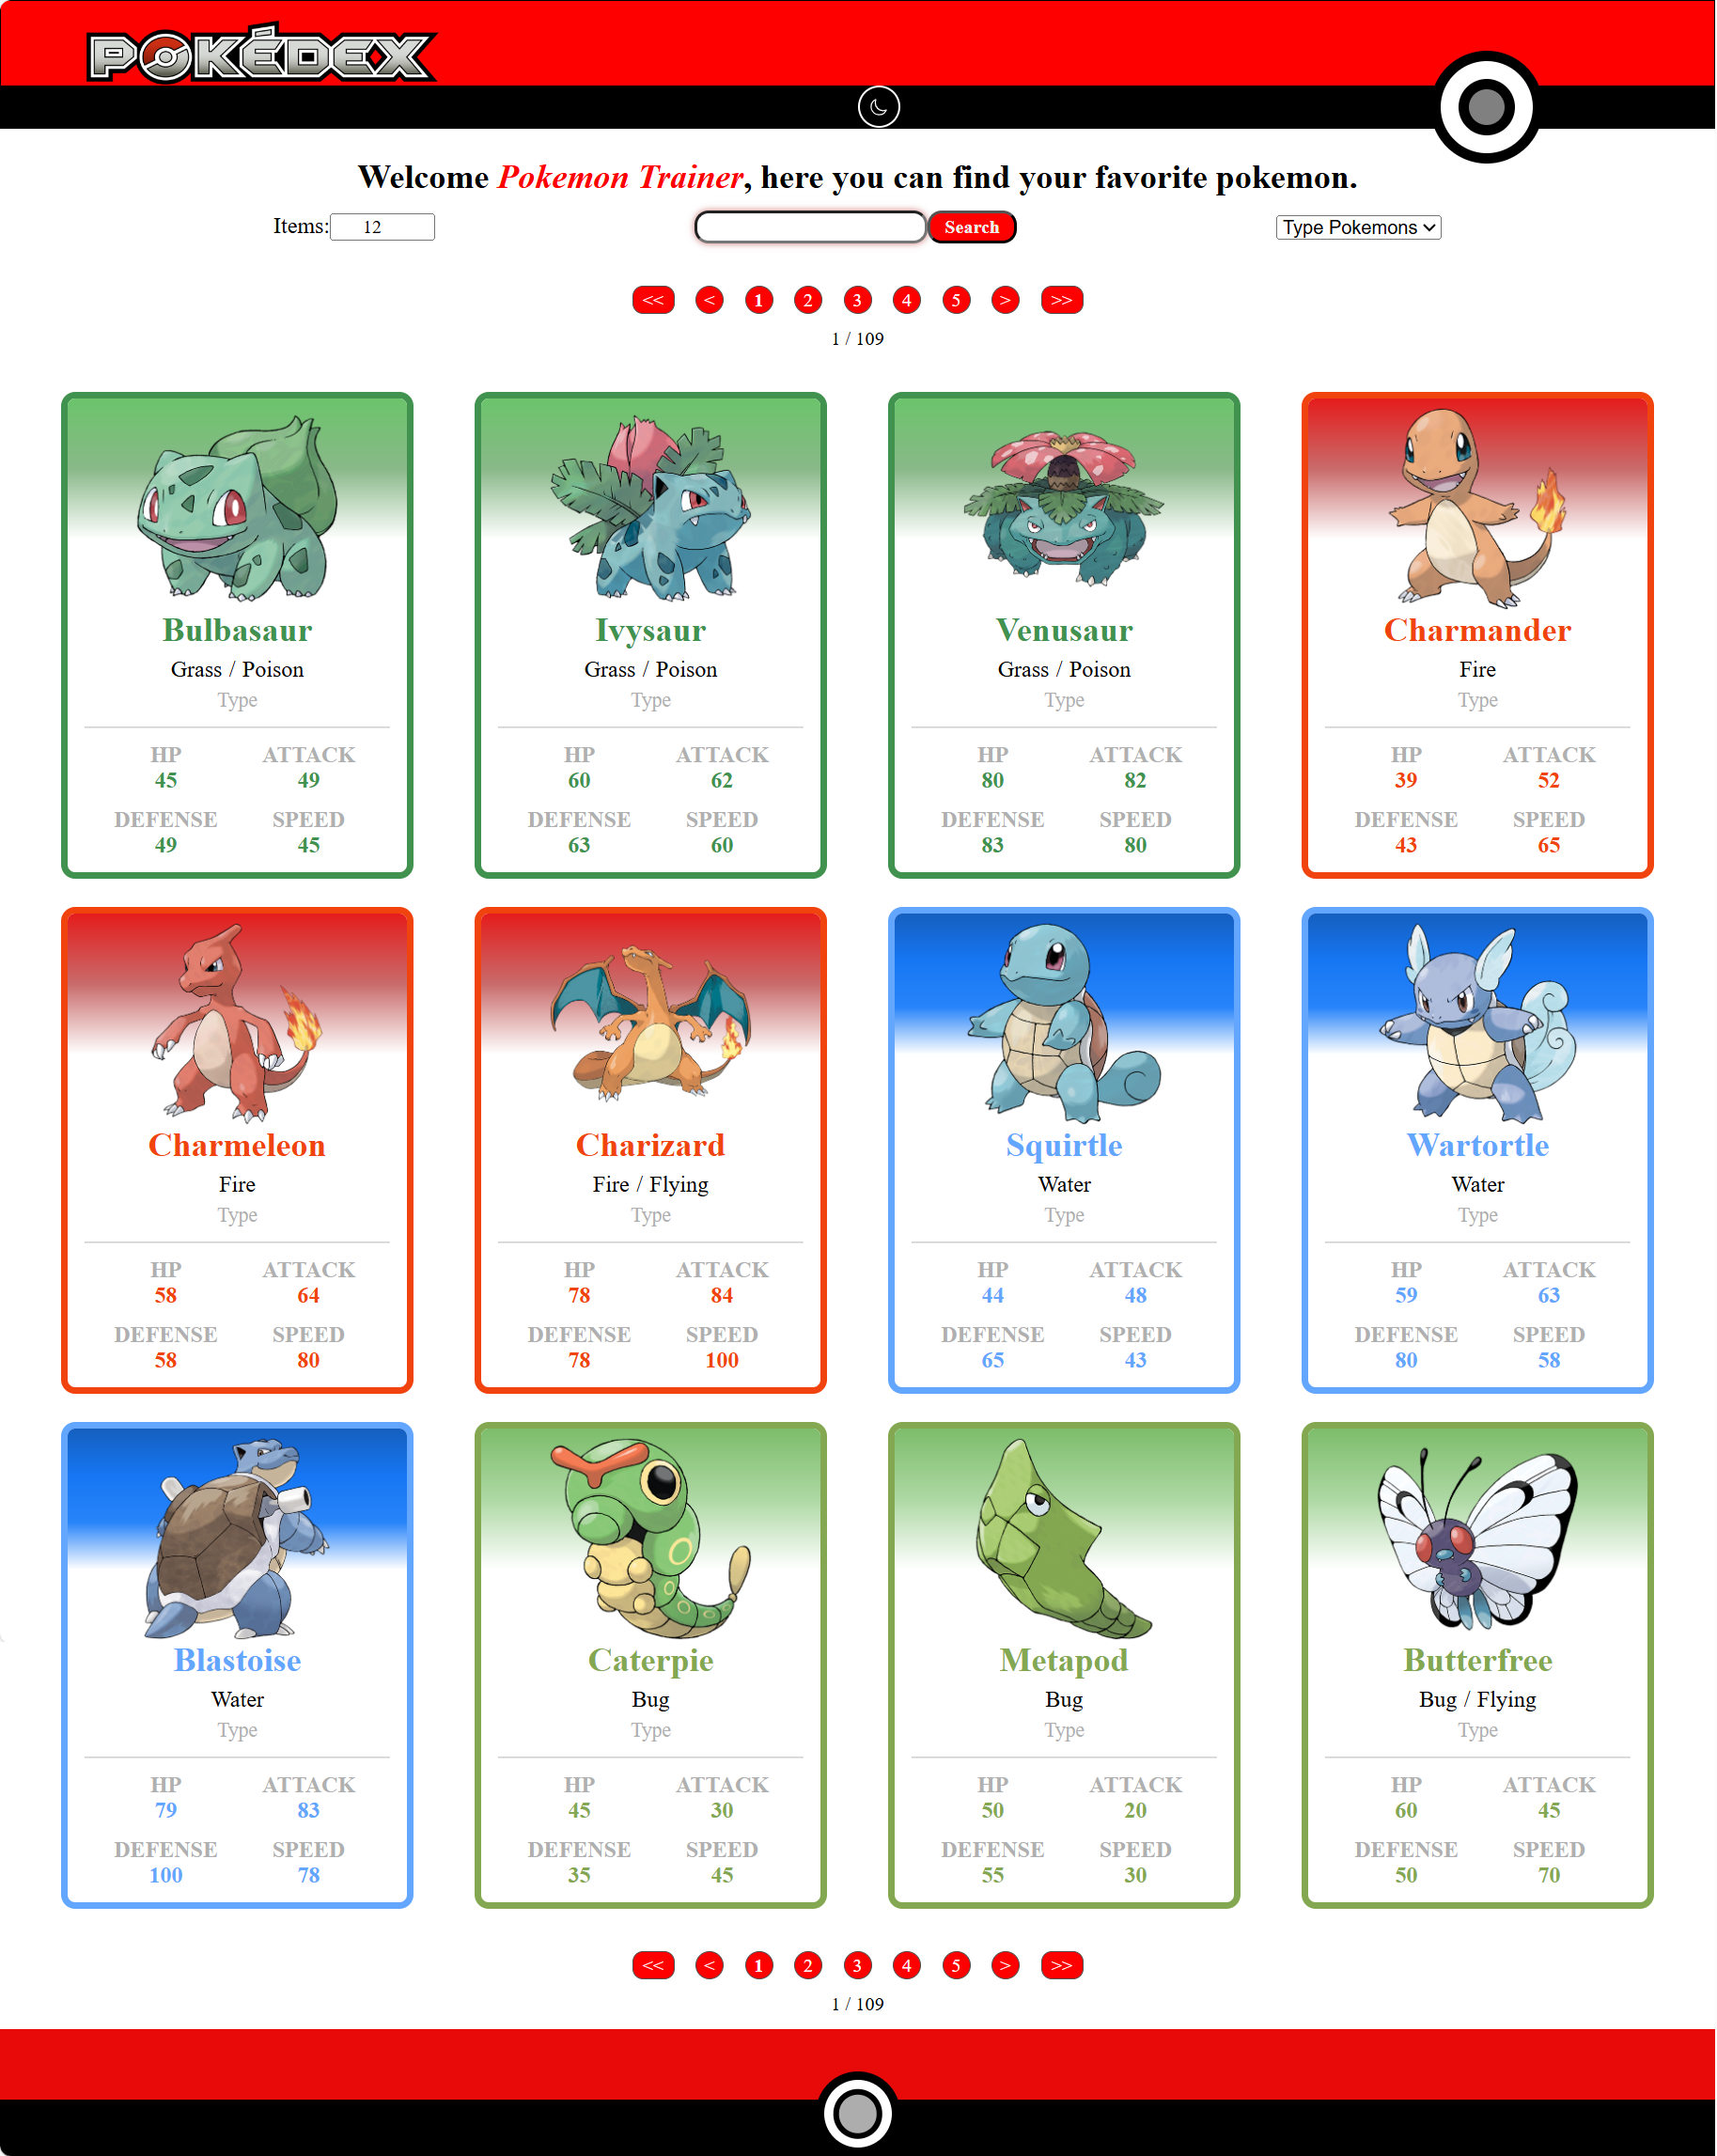 POKÉDEX
Welcome Pokemon Trainer, here you can find your favorite pokemon.
Items: 12 Search Type Pokemons
<< < 1 2 3 4 5 > >>
1 / 109
Bulbasaur
Grass / Poison
Type
HP ATTACK
45 49
DEFENSE SPEED
49 45
Ivysaur
Grass / Poison
Type
HP ATTACK
60 62
DEFENSE SPEED
63 60
Venusaur
Grass / Poison
Type
HP ATTACK
80 82
DEFENSE SPEED
83 80
Charmander
Fire
Type
HP ATTACK
39 52
DEFENSE SPEED
43 65
Charmeleon
Fire
Type
HP ATTACK
58 64
DEFENSE SPEED
58 80
Charizard
Fire / Flying
Type
HP ATTACK
78 84
DEFENSE SPEED
78 100
Squirtle
Water
Type
HP ATTACK
44 48
DEFENSE SPEED
65 43
Wartortle
Water
Type
HP ATTACK
59 63
DEFENSE SPEED
80 58
Blastoise
Water
Type
HP ATTACK
79 83
DEFENSE SPEED
100 78
Caterpie
Bug
Type
HP ATTACK
45 30
DEFENSE SPEED
35 45
Metapod
Bug
Type
HP ATTACK
50 20
DEFENSE SPEED
55 30
Butterfree
Bug / Flying
Type
HP ATTACK
60 45
DEFENSE SPEED
50 70
<< < 1 2 3 4 5 > >>
1 / 109